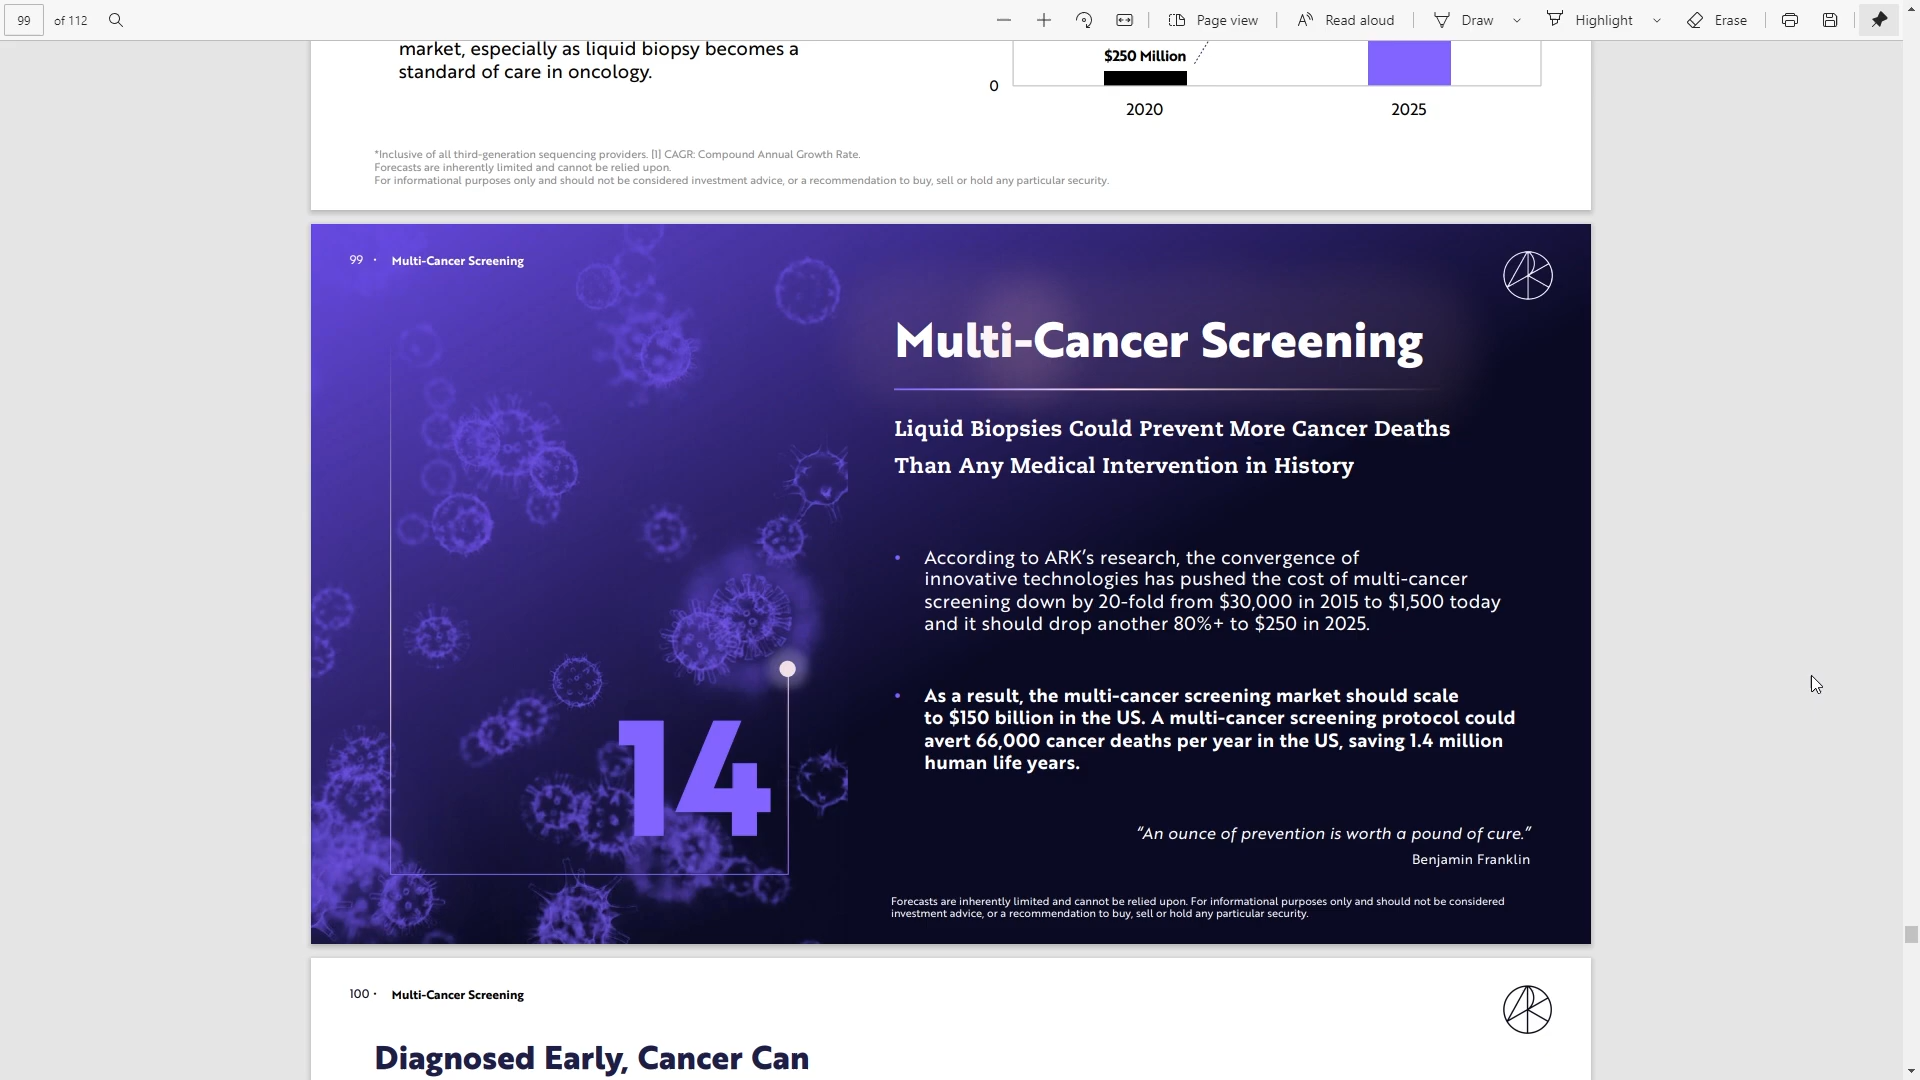 99
of 112
Page view
Read aloud
Draw
Highlight
Erase
market, especially as liquid biopsy becomes a
standard of care in oncology.
$250 Million
0
2020
2025
*Inclusive of all third-generation sequencing providers. [1] CAGR: Compound Annual Growth Rate.
Forecasts are inherently limited and cannot be relied upon.
For informational purposes only and should not be considered investment advice, or a recommendation to buy, sell or hold any particular security.
99 · Multi-Cancer Screening
Multi-Cancer Screening
Liquid Biopsies Could Prevent More Cancer Deaths
Than Any Medical Intervention in History
• According to ARK’s research, the convergence of
innovative technologies has pushed the cost of multi-cancer
screening down by 20-fold from $30,000 in 2015 to $1,500 today
and it should drop another 80%+ to $250 in 2025.
• As a result, the multi-cancer screening market should scale
to $150 billion in the US. A multi-cancer screening protocol could
avert 66,000 cancer deaths per year in the US, saving 1.4 million
human life years.
14
“An ounce of prevention is worth a pound of cure.”
Benjamin Franklin
Forecasts are inherently limited and cannot be relied upon. For informational purposes only and should not be considered
investment advice, or a recommendation to buy, sell or hold any particular security.
100 · Multi-Cancer Screening
Diagnosed Early, Cancer Can